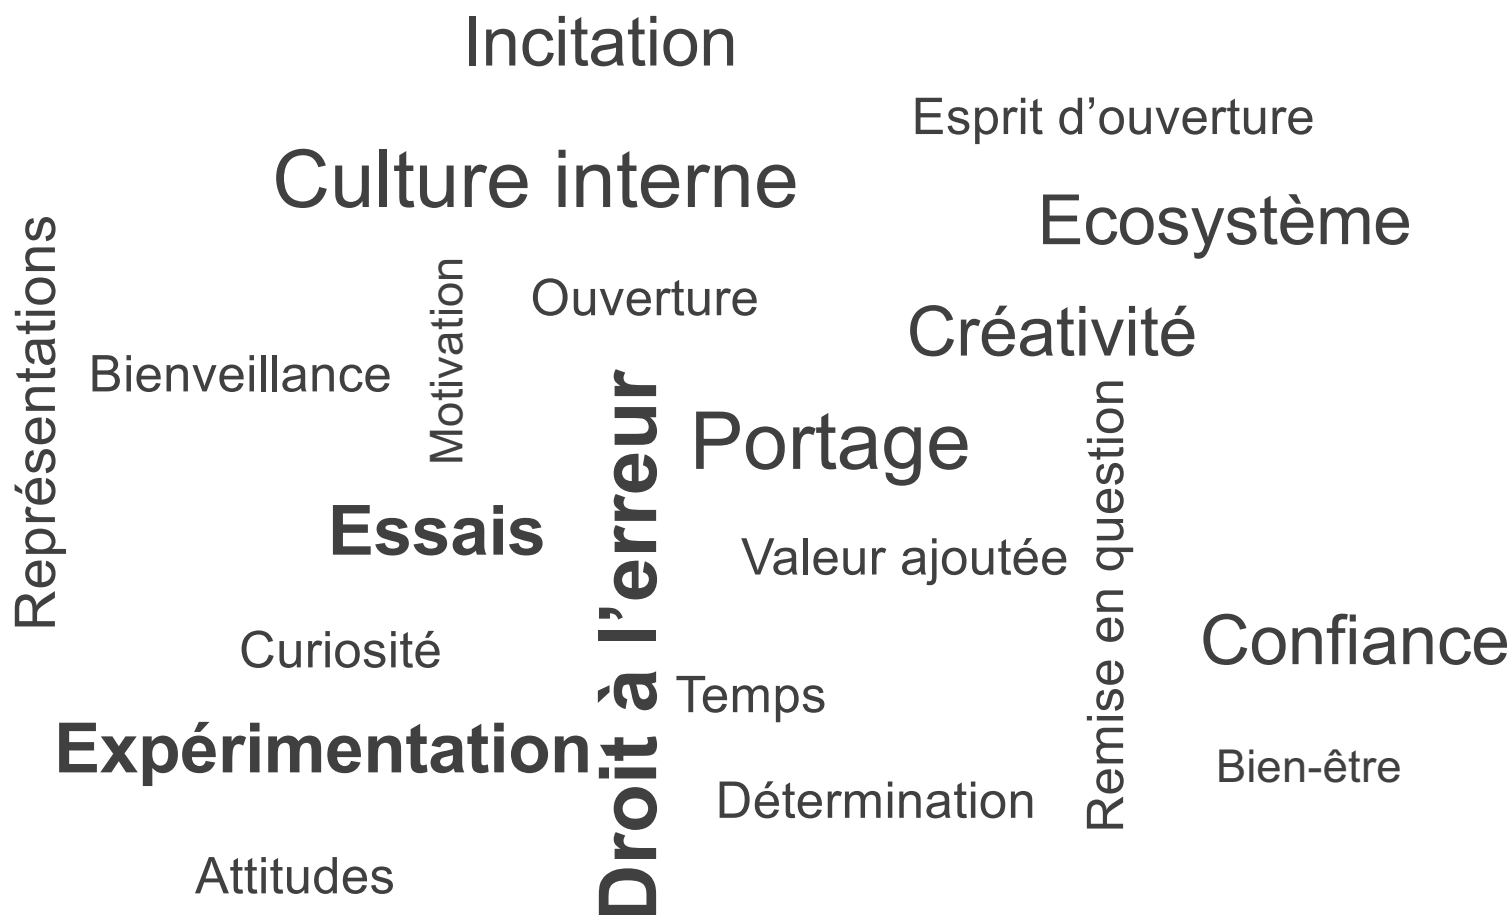 Incitation
Esprit d’ouverture
Culture interne
Ecosystème
Représentations
Motivation
Ouverture
Créativité
Bienveillance
Droit à l'erreur
Portage
Remise en question
Essais
Valeur ajoutée
Curiosité
Confiance
Temps
Expérimentation
Bien-être
Détermination
Attitudes